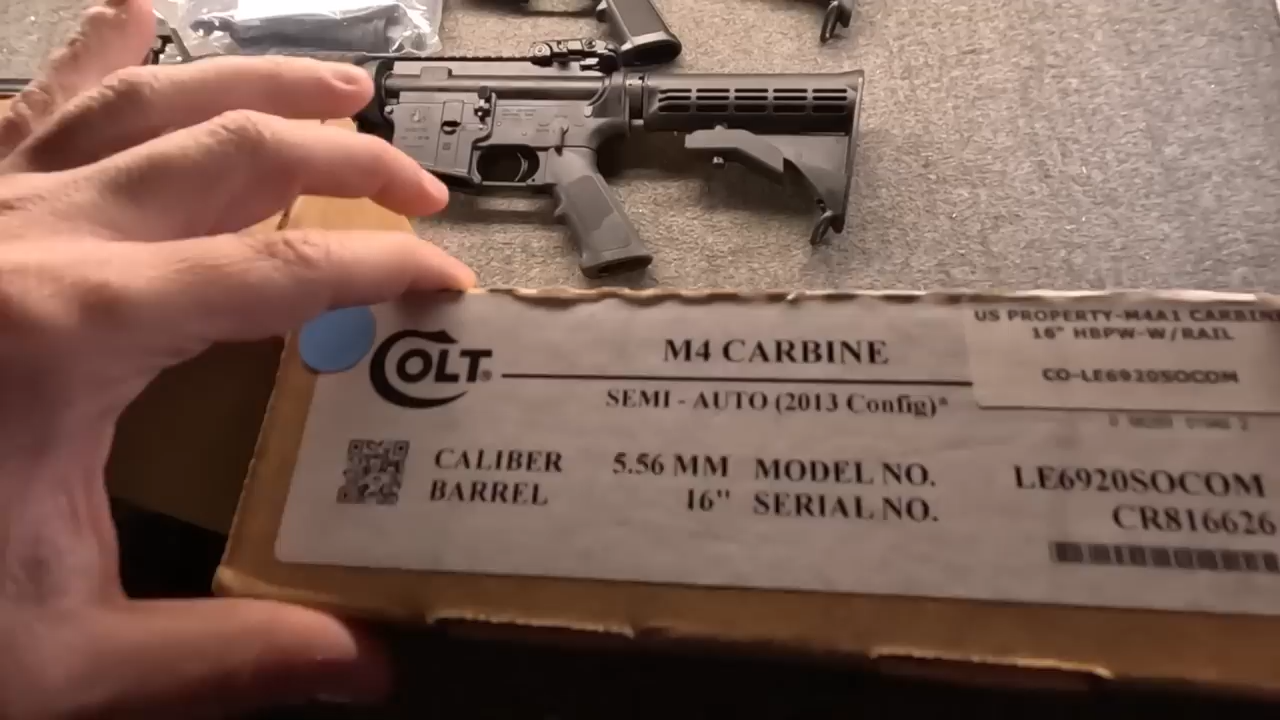 US PROPERTY-M4A1 CARBINE
16" HBPW-W/RAIL
CO-LE6920SOCOM
COLT®
M4 CARBINE
SEMI - AUTO (2013 Config)*
CALIBER 5.56 MM MODEL NO. LE6920SOCOM
BARREL 16" SERIAL NO. CR816626